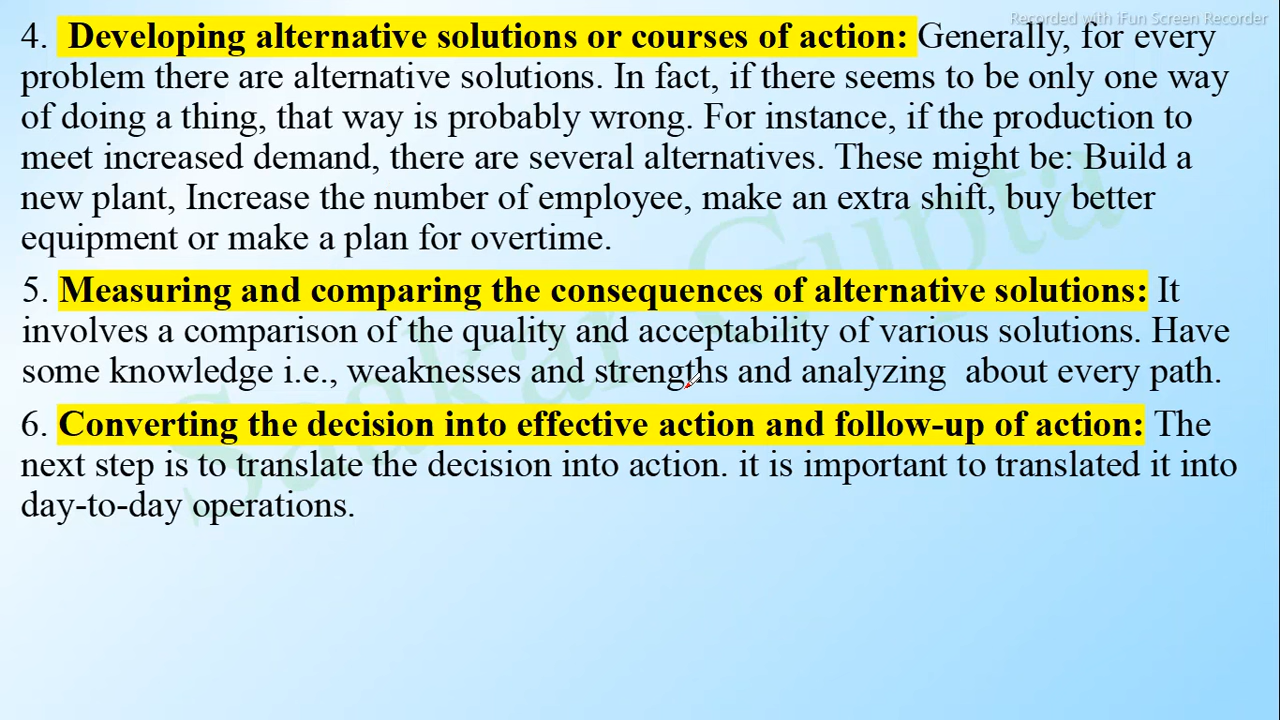 Recorded with iFun Screen Recorder
4. Developing alternative solutions or courses of action: Generally, for every
problem there are alternative solutions. In fact, if there seems to be only one way
of doing a thing, that way is probably wrong. For instance, if the production to
meet increased demand, there are several alternatives. These might be: Build a
new plant, Increase the number of employee, make an extra shift, buy better
equipment or make a plan for overtime.
5. Measuring and comparing the consequences of alternative solutions: It
involves a comparison of the quality and acceptability of various solutions. Have
some knowledge i.e., weaknesses and strengths and analyzing  about every path.
6. Converting the decision into effective action and follow-up of action: The
next step is to translate the decision into action. it is important to translated it into
day-to-day operations.
Saakar Gupta